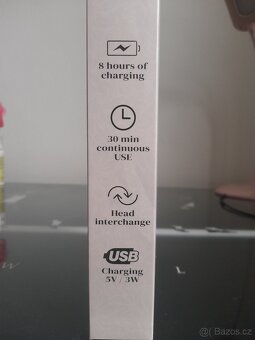 8 hours of
charging
30 min
continuous
USE
Head
interchange
USB
Charging
5V / 3W
© Bazos.cz